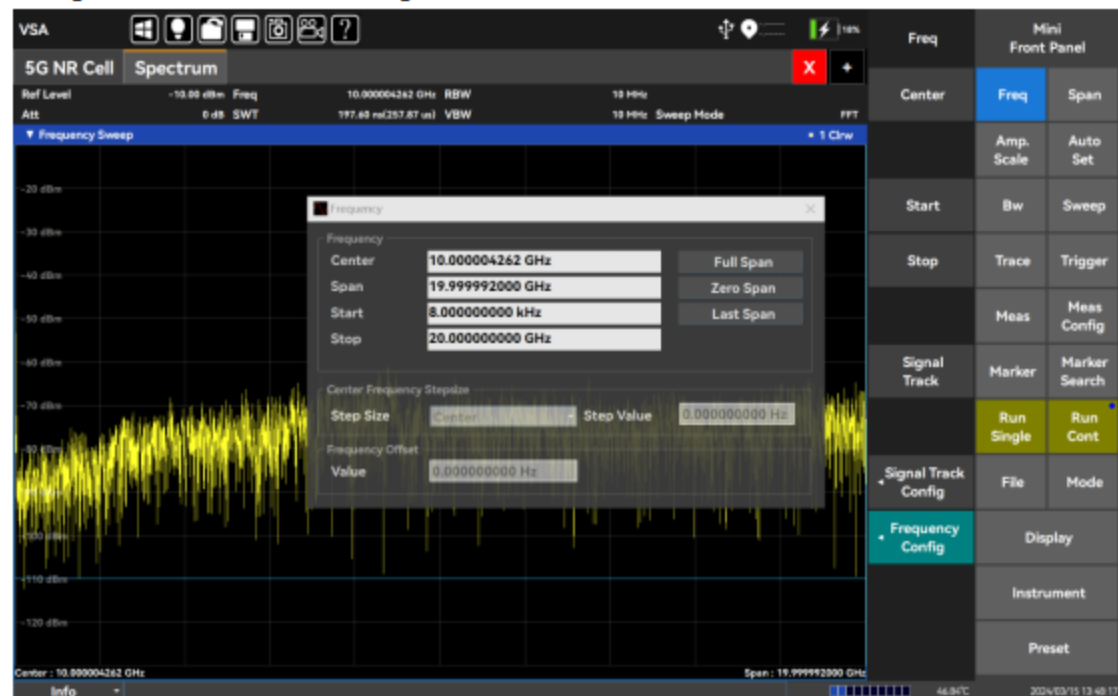 VSA
?
18%
5G NR Cell Spectrum X +
Ref Level -10.00 dBm Freq 10.000004262 GHz RBW 10 MHz
Att 0 dB SWT VBW 10 MHz Sweep Mode FFT
▼ Frequency Sweep 1 Clrw
-20 dBm
-30 dBm
-40 dBm
-50 dBm
-60 dBm
-70 dBm
-80 dBm
-100 dBm
-110 dBm
-120 dBm
Center : 10.000004262 GHz Span : 19.999992000 GHz
Info
46.84℃
Frequency
Frequency
Center 10.000004262 GHz Full Span
Span 19.999992000 GHz Zero Span
Start 8.000000000 kHz Last Span
Stop 20.000000000 GHz
Center Frequency Stepsize
Step Size Center Step Value 0.000000000 Hz
Frequency Offset
Value 0.000000000 Hz
Freq
Center
Start
Stop
Signal
Track
Signal Track
Config
Frequency
Config
Mini
Front Panel
Freq Span
Amp.
Scale
Auto
Set
Bw Sweep
Trace Trigger
Meas
Meas
Config
Marker
Marker
Search
Run
Single
Run
Cont
File Mode
Display
Instrument
Preset